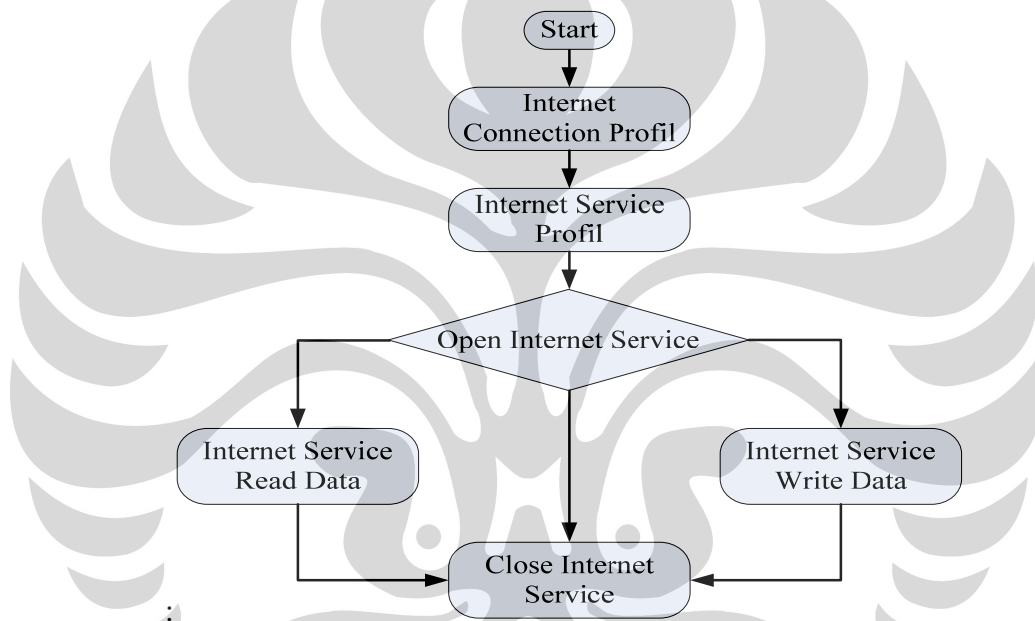 Start
Internet
Connection Profil
Internet Service
Profil
Open Internet Service
Internet Service
Read Data
Internet Service
Write Data
Close Internet
Service